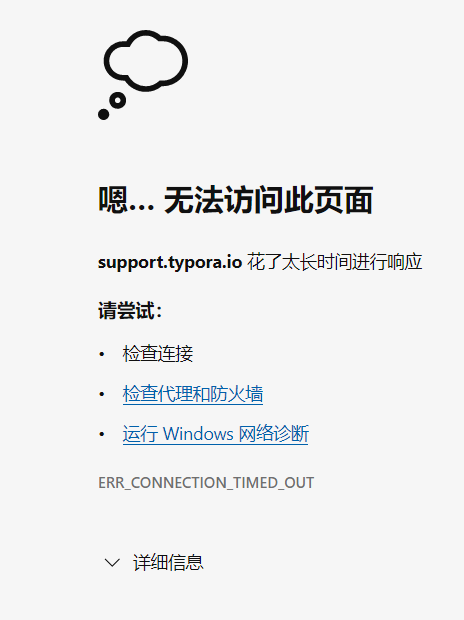 嗯… 无法访问此页面
support.typora.io 花了太长时间进行响应
请尝试：
• 检查连接
• 检查代理和防火墙
• 运行 Windows 网络诊断
ERR_CONNECTION_TIMED_OUT
详细信息